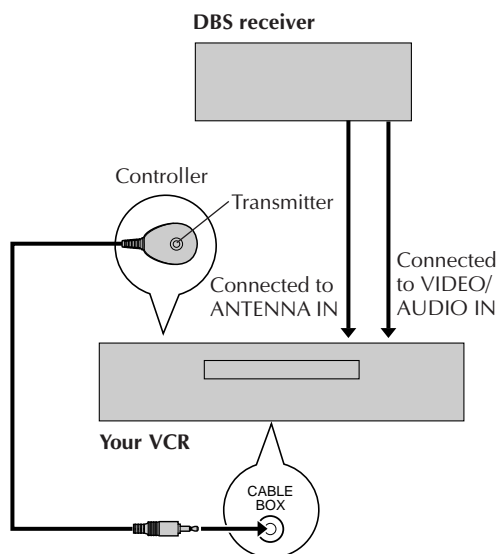 DBS receiver
Controller
Transmitter
Connected to
ANTENNA IN
Connected
to VIDEO/
AUDIO IN
Your VCR
CABLE
BOX